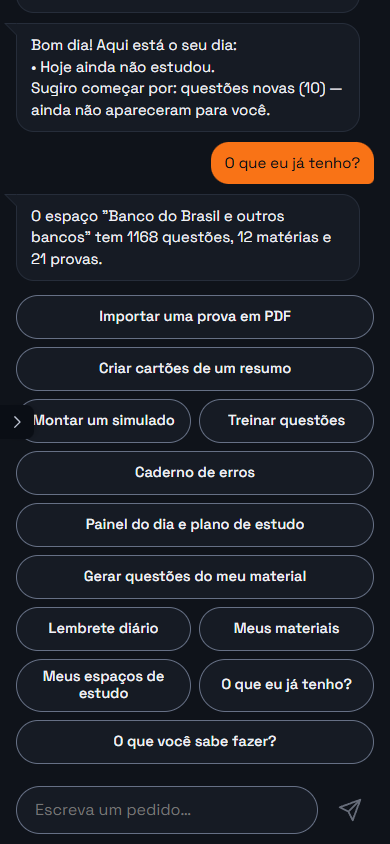 Bom dia! Aqui está o seu dia:
• Hoje ainda não estudou.
Sugiro começar por: questões novas (10) —
ainda não apareceram para você.
O que eu já tenho?
O espaço "Banco do Brasil e outros
bancos" tem 1168 questões, 12 matérias e
21 provas.
Importar uma prova em PDF
Criar cartões de um resumo
Montar um simulado
Treinar questões
Caderno de erros
Painel do dia e plano de estudo
Gerar questões do meu material
Lembrete diário
Meus materiais
Meus espaços de
estudo
O que eu já tenho?
O que você sabe fazer?
Escreva um pedido...